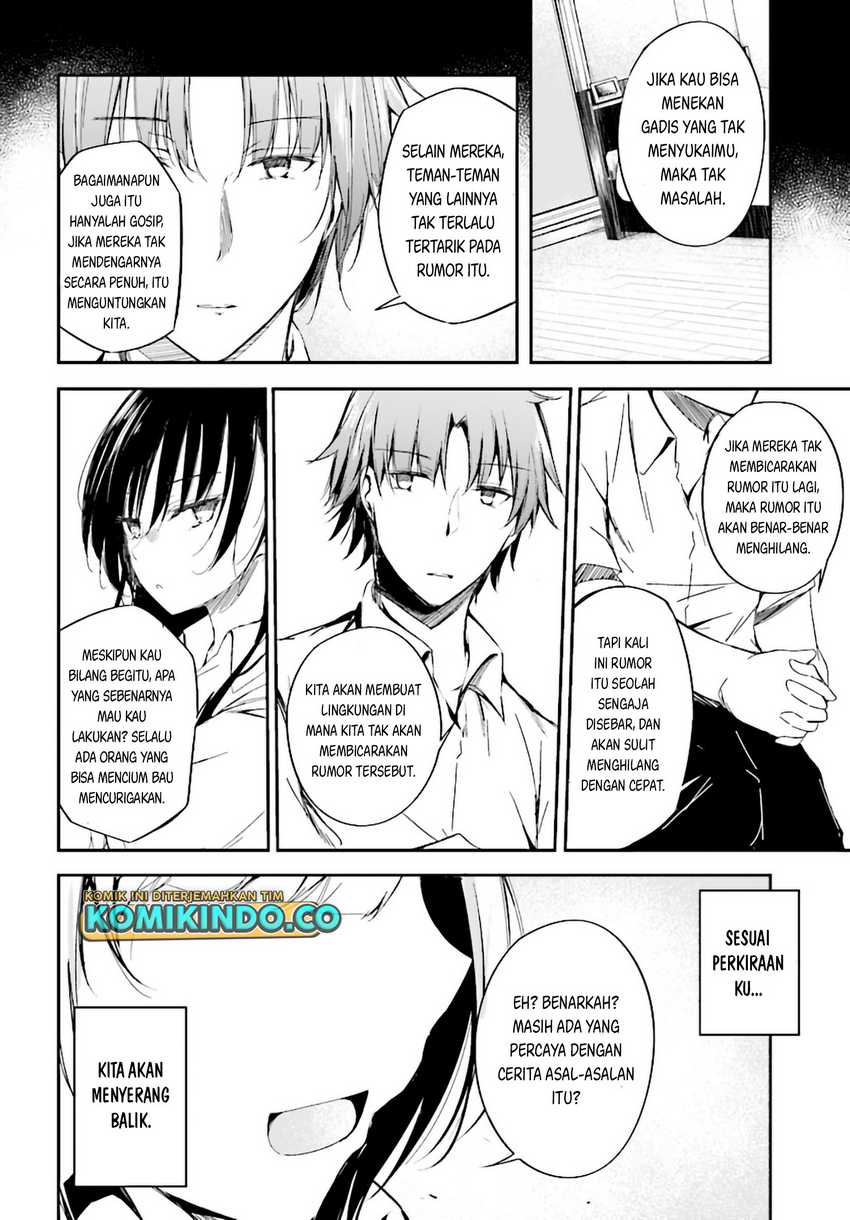 JIKA KAU BISA
MENEKAN
GADIS YANG TAK
MENYUKAIMU,
MAKA TAK
MASALAH.
SELAIN MEREKA,
TEMAN-TEMAN
YANG LAINNYA
TAK TERLALU
TERTARIK PADA
RUMOR ITU.
BAGAIMANAPUN
JUGA ITU
HANYALAH GOSIP,
JIKA MEREKA TAK
MENDENGARNYA
SECARA PENUH, ITU
MENGUNTUNGKAN
KITA.
JIKA MEREKA TAK
MEMBICARAKAN
RUMOR ITU LAGI,
MAKA RUMOR ITU
AKAN BENAR-BENAR
MENGHILANG.
TAPI KALI
INI RUMOR
ITU SEOLAH
SENGAJA
DISEBAR, DAN
AKAN SULIT
MENGHILANG
DENGAN CEPAT.
KITA AKAN MEMBUAT
LINGKUNGAN DI
MANA KITA TAK AKAN
MEMBICARAKAN
RUMOR TERSEBUT.
MESKIPUN KAU
BILANG BEGITU, APA
YANG SEBENARNYA
MAU KAU
LAKUKAN? SELALU
ADA ORANG YANG
BISA MENCIUM BAU
MENCURIGAKAN.
SESUAI
PERKIRAAN
KU...
EH? BENARKAH?
MASIH ADA YANG
PERCAYA DENGAN
CERITA ASAL-ASALAN
ITU?
KOMIK INI DITERJEMAHKAN TIM
KOMIKINDO.CO
KITA AKAN
MENYERANG
BALIK.